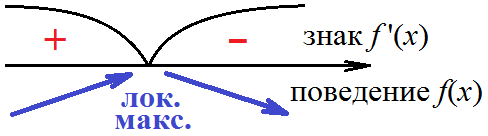 + – знак f '(x)
поведение f(x)
лок.
макс.